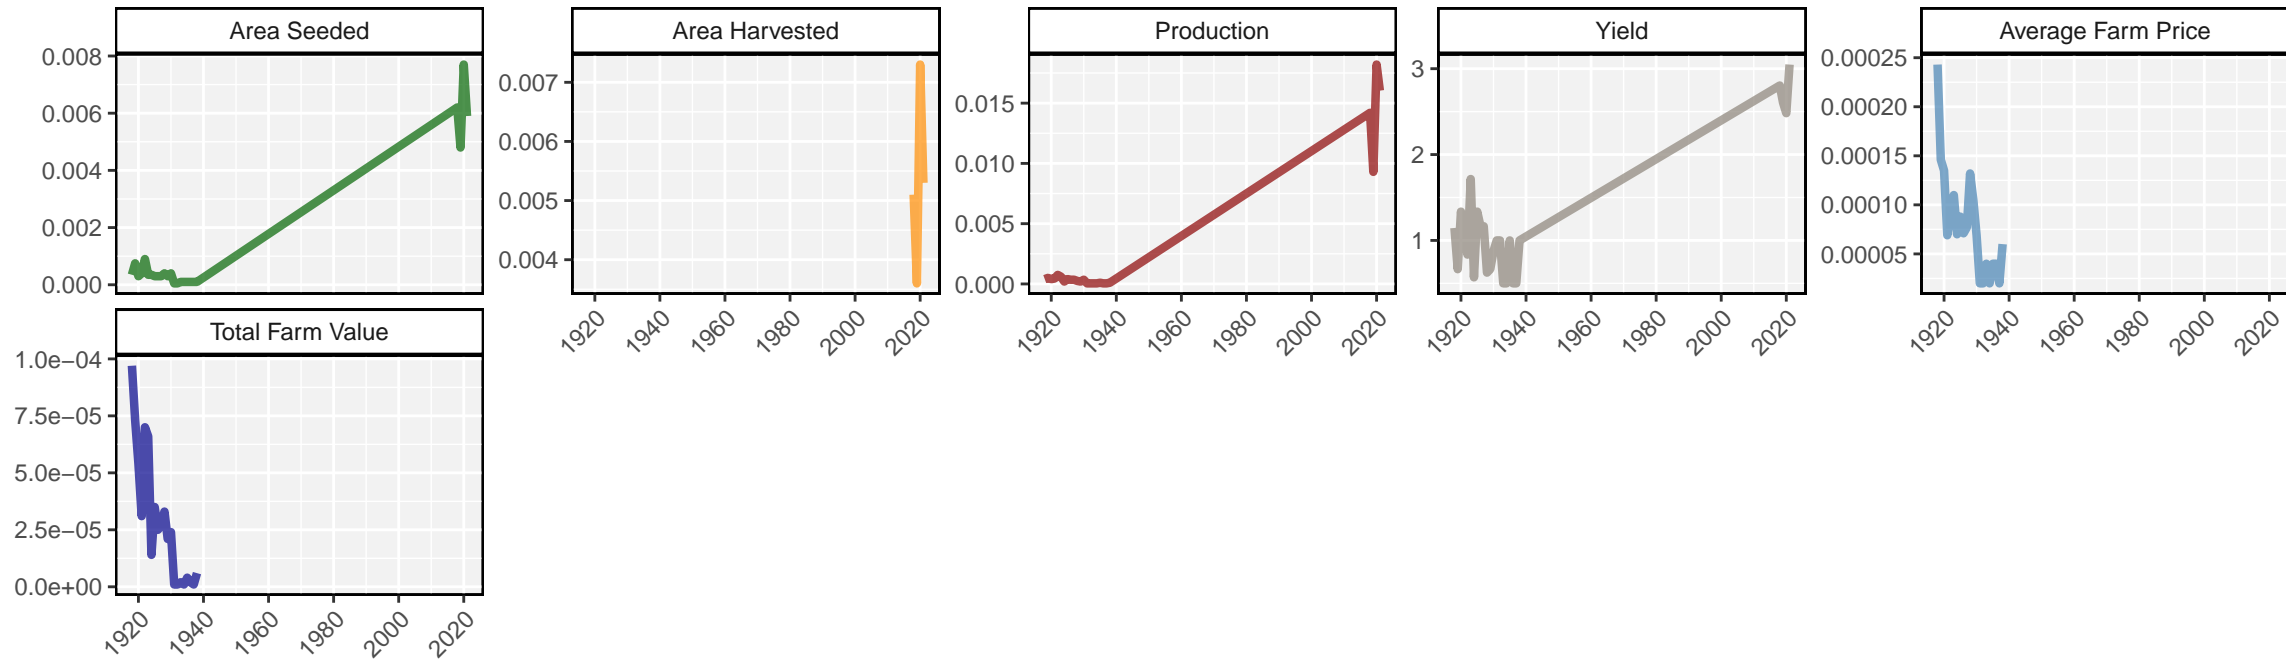 Area Seeded
0.008
0.006
0.004
0.002
0.000
Area Harvested
0.007
0.006
0.005
0.004
1920 1940 1960 1980 2000 2020
Production
0.015
0.010
0.005
0.000
1920 1940 1960 1980 2000 2020
Yield
3
2
1
1920 1940 1960 1980 2000 2020
Average Farm Price
0.00025
0.00020
0.00015
0.00010
0.00005
1920 1940 1960 1980 2000 2020
Total Farm Value
1.0e−04
7.5e−05
5.0e−05
2.5e−05
0.0e+00
1920 1940 1960 1980 2000 2020